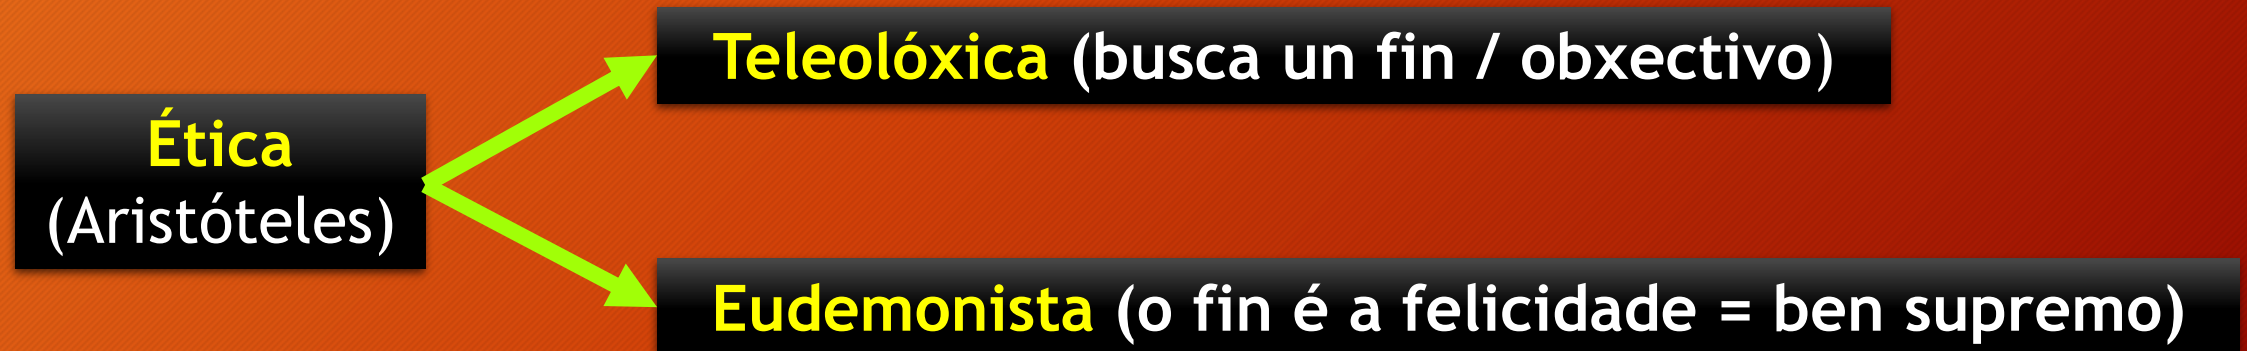 Teleolóxica (busca un fin / obxectivo)
Ética
(Aristóteles)
Eudemonista (o fin é a felicidade = ben supremo)